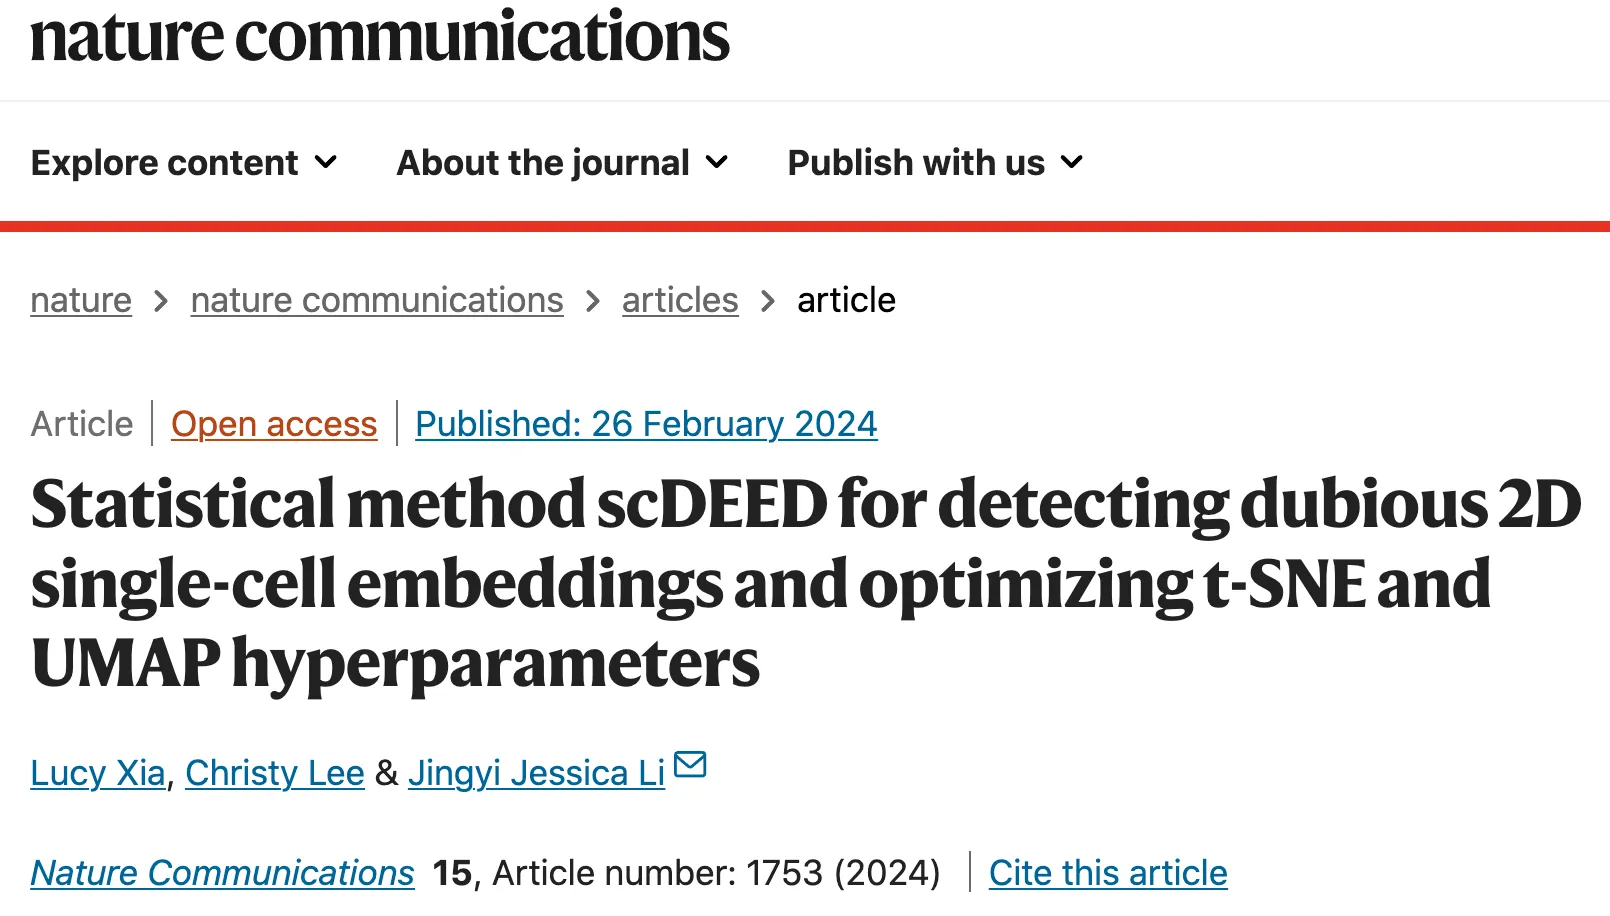 nature communications
Explore content About the journal Publish with us
nature > nature communications > articles > article
Article | Open access | Published: 26 February 2024
Statistical method scDEED for detecting dubious 2D
single-cell embeddings and optimizing t-SNE and
UMAP hyperparameters
Lucy Xia, Christy Lee & Jingyi Jessica Li
Nature Communications 15, Article number: 1753 (2024) | Cite this article